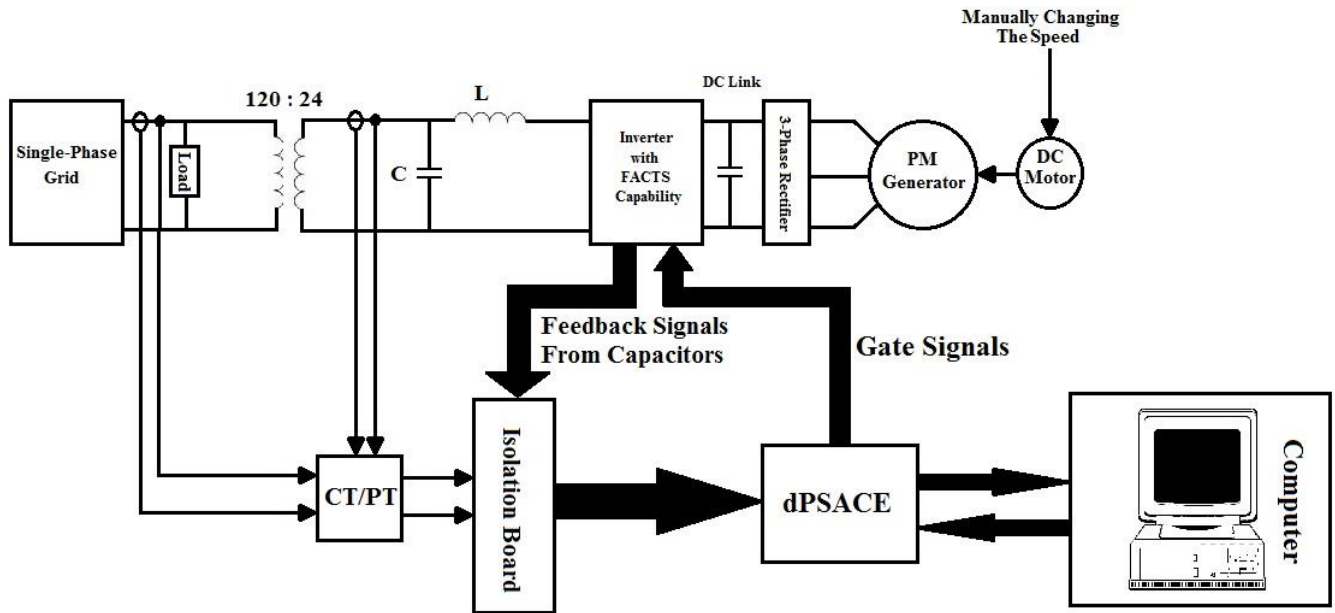 Manually Changing
The Speed
120 : 24
L
DC Link
Single-Phase
Grid
Load
C
Inverter
with
FACTS
Capability
3-Phase Rectifier
PM
Generator
DC
Motor
Feedback Signals
From Capacitors
Gate Signals
CT/PT
Isolation Board
dPSACE
Computer